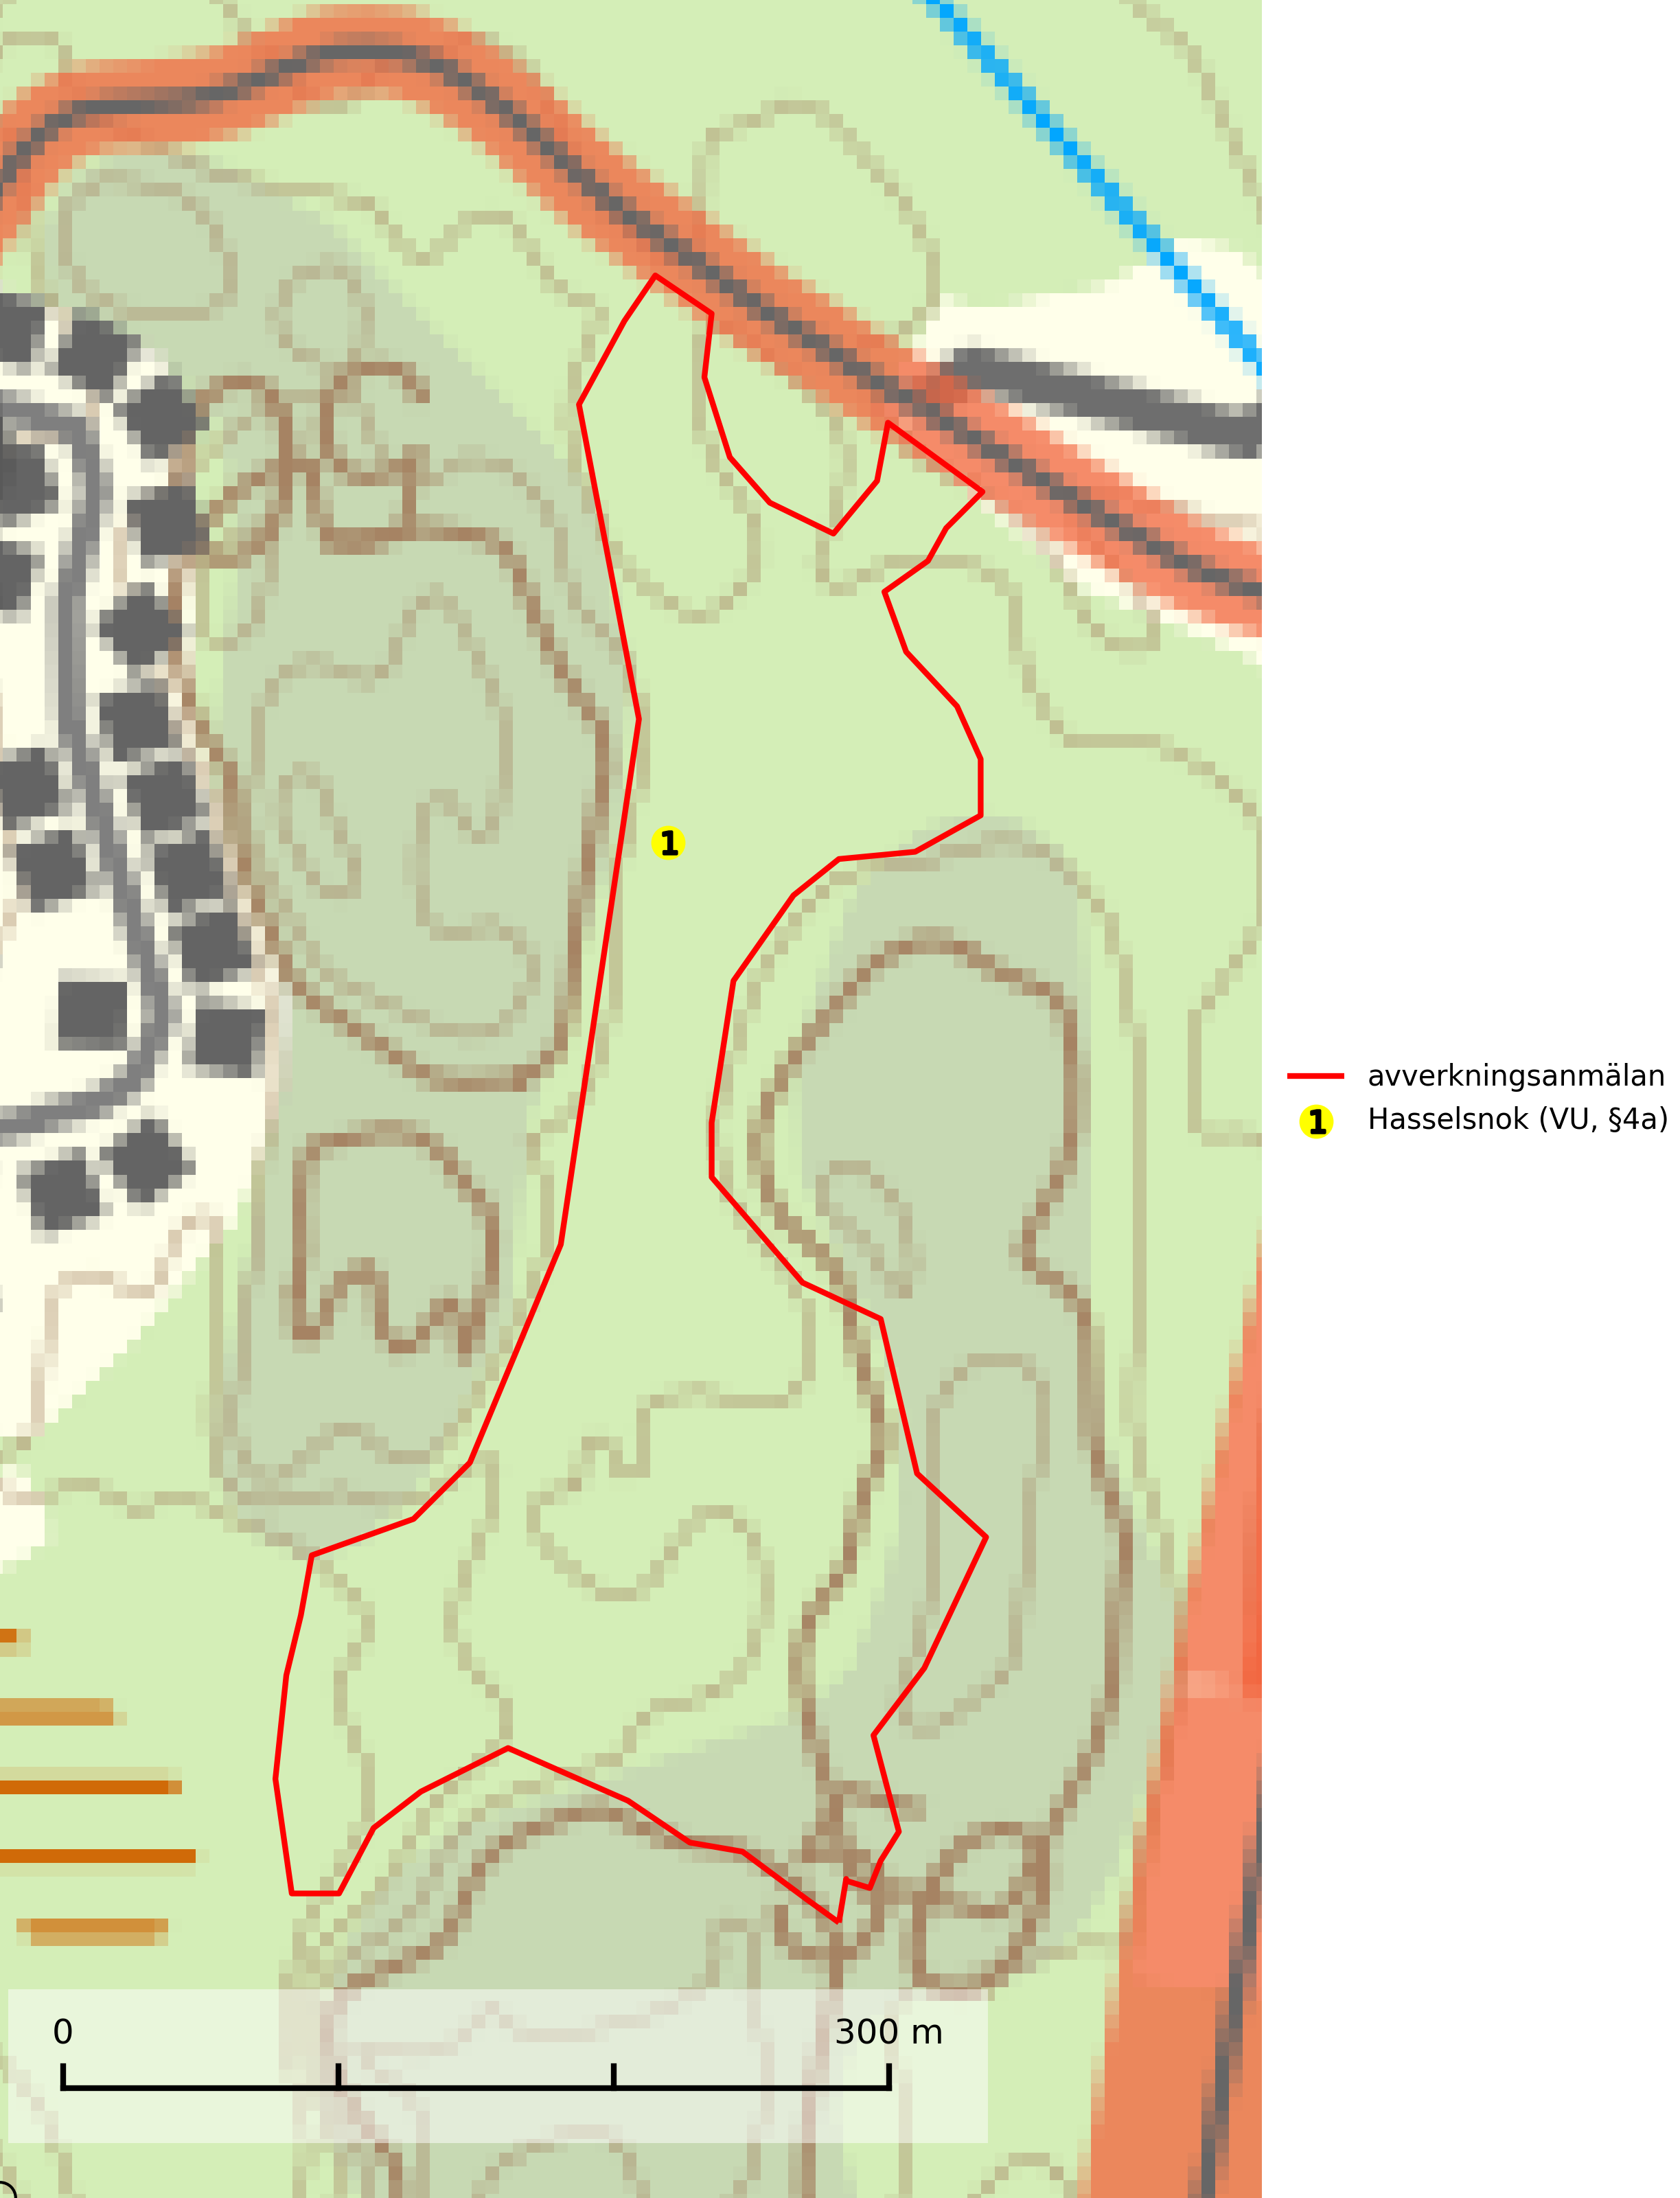 1
avverkningsanmälan
1 Hasselsnok (VU, §4a)
0 300 m